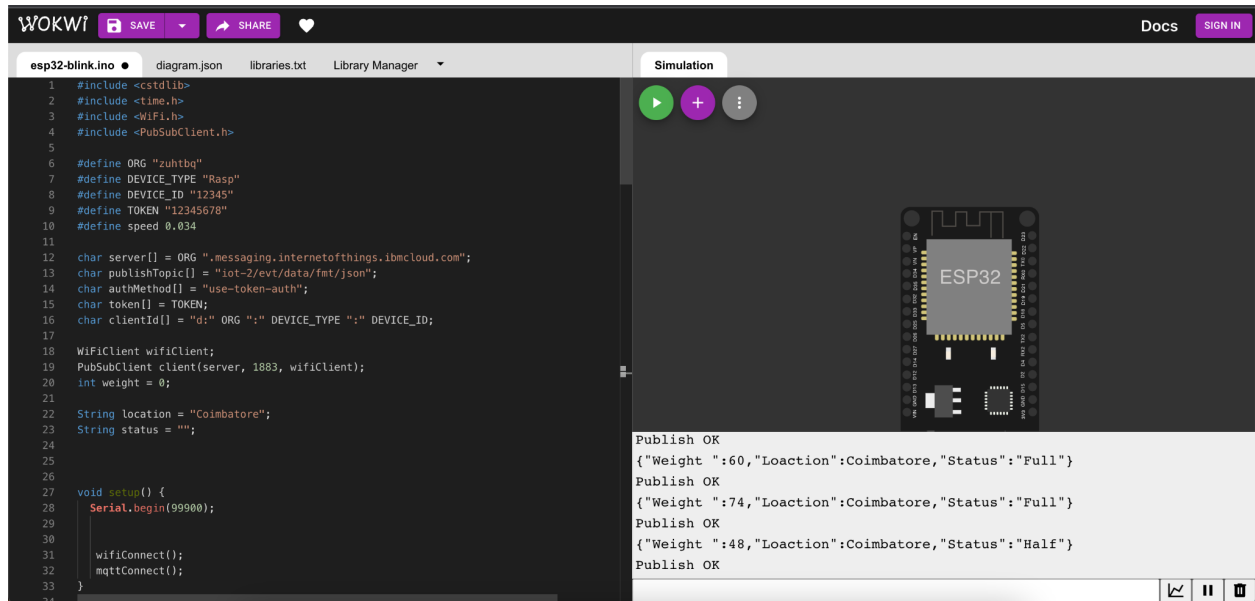 WOKWI SAVE SHARE Docs SIGN IN
esp32-blink.ino diagram.json libraries.txt Library Manager
1 #include <cstdlib>
2 #include <time.h>
3 #include <WiFi.h>
4 #include <PubSubClient.h>
5
6 #define ORG "zuhtbq"
7 #define DEVICE_TYPE "Rasp"
8 #define DEVICE_ID "12345"
9 #define TOKEN "12345678"
10 #define speed 0.034
11
12 char server[] = ORG ".messaging.internetofthings.ibmcloud.com";
13 char publishTopic[] = "iot-2/evt/data/fmt/json";
14 char authMethod[] = "use-token-auth";
15 char token[] = TOKEN;
16 char clientId[] = "d:" ORG ":" DEVICE_TYPE ":" DEVICE_ID;
17
18 WiFiClient wifiClient;
19 PubSubClient client(server, 1883, wifiClient);
20 int weight = 0;
21
22 String location = "Coimbatore";
23 String status = "";
24
25
26
27 void setup() {
28 Serial.begin(99900);
29
30
31 wifiConnect();
32 mqttConnect();
33 }
Simulation
ESP32
Publish OK
{"Weight ":60,"Loaction":Coimbatore,"Status":"Full"}
Publish OK
{"Weight ":74,"Loaction":Coimbatore,"Status":"Full"}
Publish OK
{"Weight ":48,"Loaction":Coimbatore,"Status":"Half"}
Publish OK